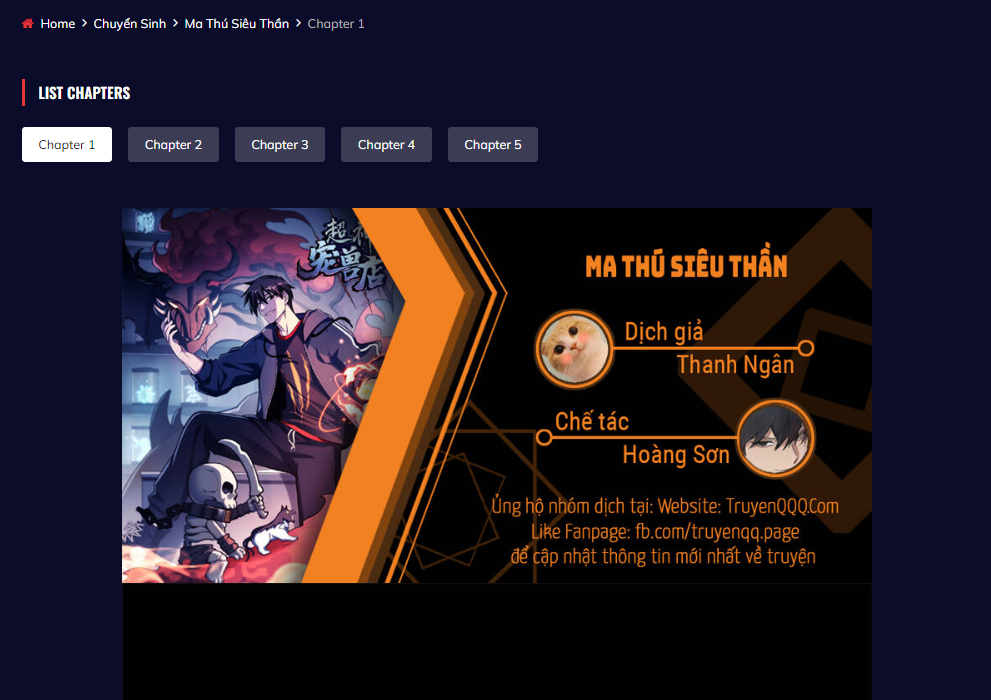 Home > Chuyển Sinh > Ma Thú Siêu Thần > Chapter 1
LIST CHAPTERS
Chapter 1 Chapter 2 Chapter 3 Chapter 4 Chapter 5
超神
宠兽店
MA THÚ SIÊU THẦN
Dịch giả
Thanh Ngân
Chế tác
Hoàng Sơn
Ủng hộ nhóm dịch tại: Website: TruyenQQQ.Com
Like Fanpage: fb.com/truyenqq.page
để cập nhật thông tin mới nhất về truyện